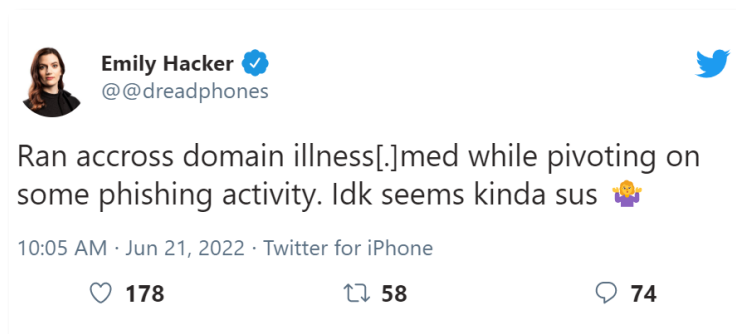 Emily Hacker
@@dreadphones
Ran accross domain illness[.]med while pivoting on
some phishing activity. Idk seems kinda sus 🤷‍♀️
10:05 AM · Jun 21, 2022 · Twitter for iPhone
178 58 74